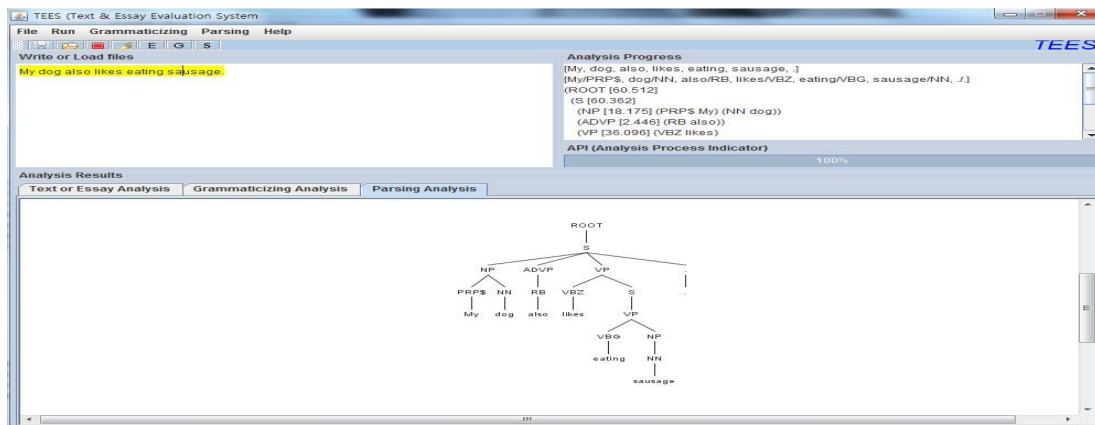 TEES (Text & Essay Evaluation System
File Run Grammaticizing Parsing Help
E G S
TEES
Write or Load files
My dog also likes eating sausage.
Analysis Progress
[My, dog, also, likes, eating, sausage, .]
[My/PRP$, dog/NN, also/RB, likes/VBZ, eating/VBG, sausage/NN, ./.]
(ROOT [60.512]
(S [60.362]
(NP [18.175] (PRP$ My) (NN dog))
(ADVP [2.446] (RB also))
(VP [36.096] (VBZ likes)
API (Analysis Process Indicator)
100%
Analysis Results
Text or Essay Analysis Grammaticizing Analysis Parsing Analysis
ROOT
S
NP ADVP VP .
PRP$ NN RB VBZ S .
My dog also likes VP
VBG NP
eating NN
sausage